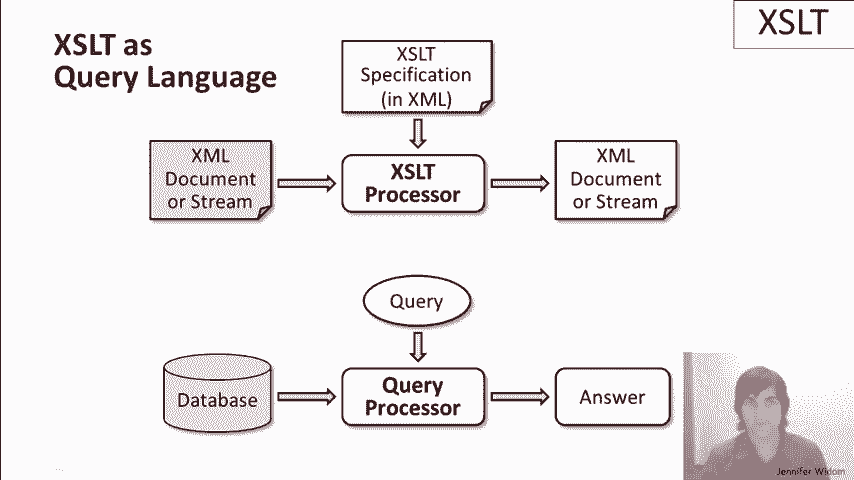 XSLT
XSLT as
Query Language
XSLT
Specification
(in XML)
XML
Document
or Stream
XSLT
Processor
XML
Document
or Stream
Query
Database
Query
Processor
Answer
Jennifer Widom